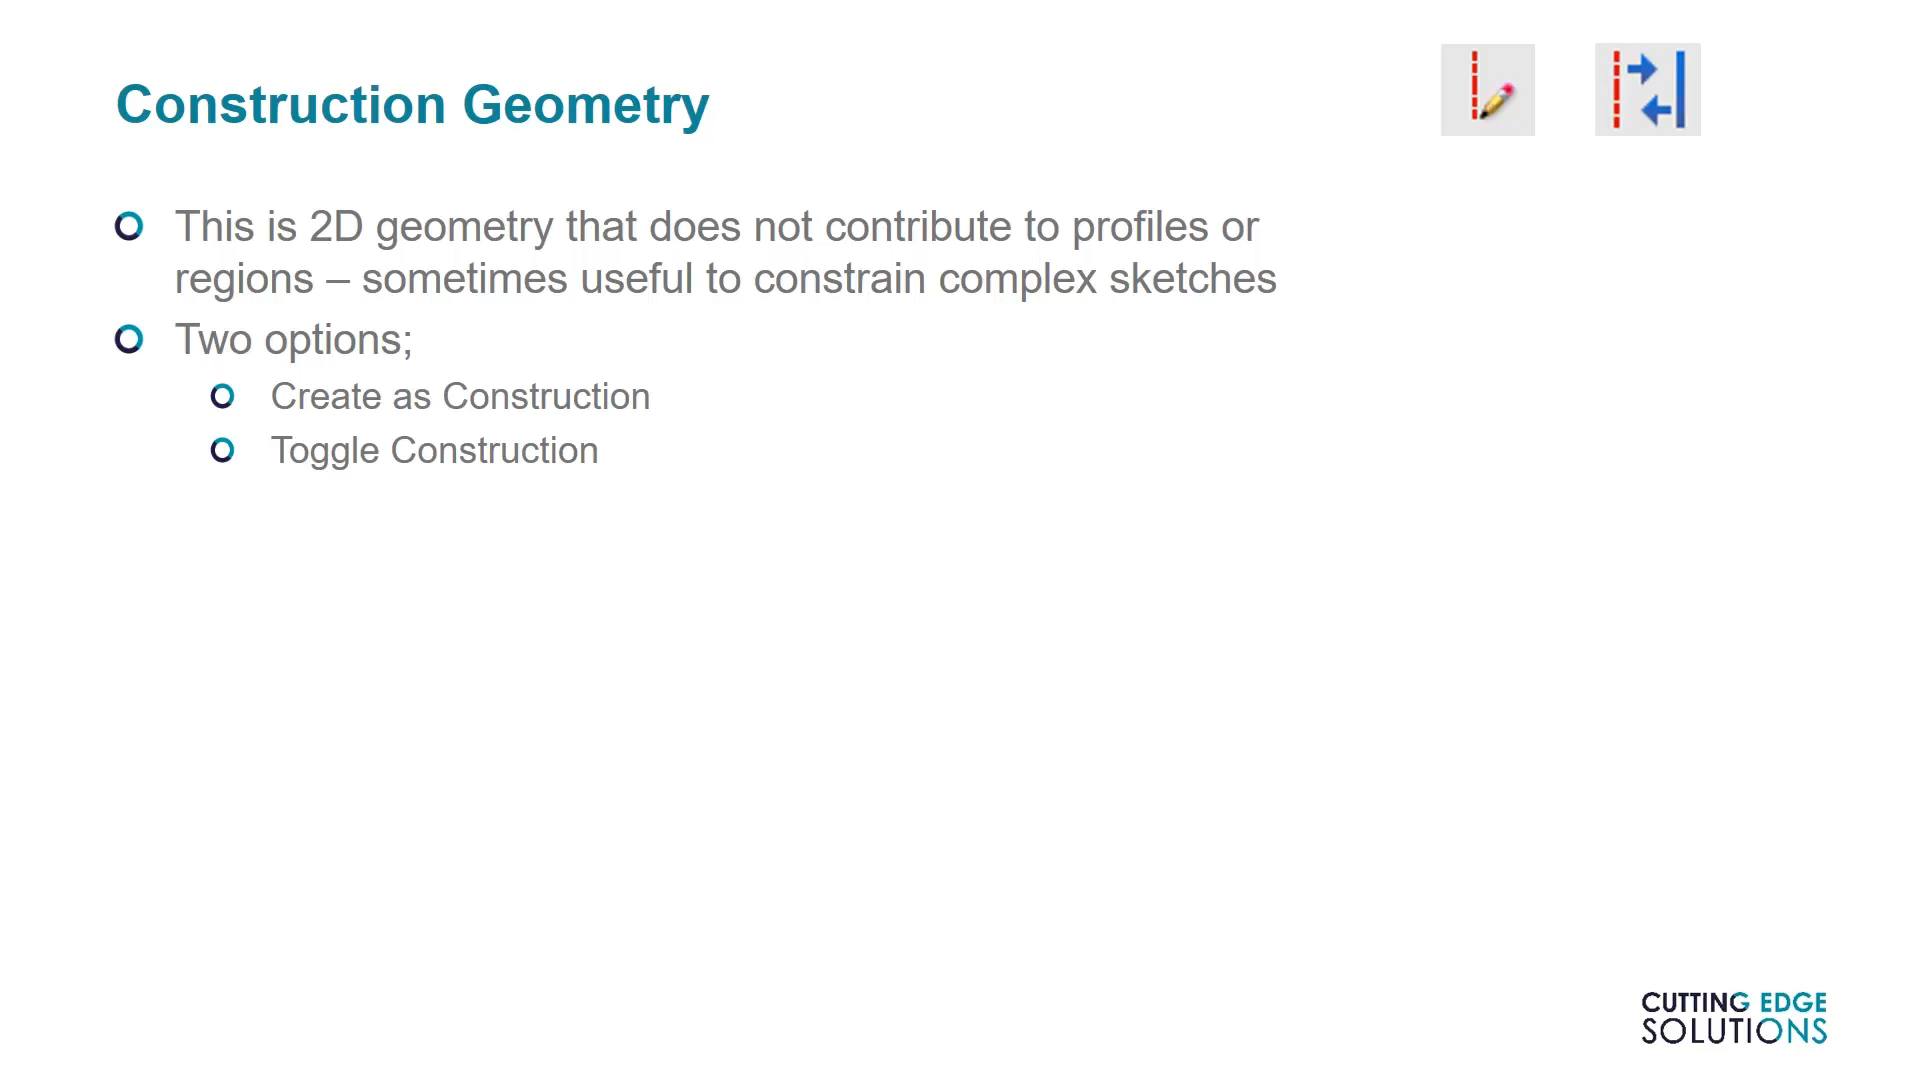 Construction Geometry
This is 2D geometry that does not contribute to profiles or
regions – sometimes useful to constrain complex sketches
Two options;
Create as Construction
Toggle Construction
CUTTING EDGE
SOLUTIONS